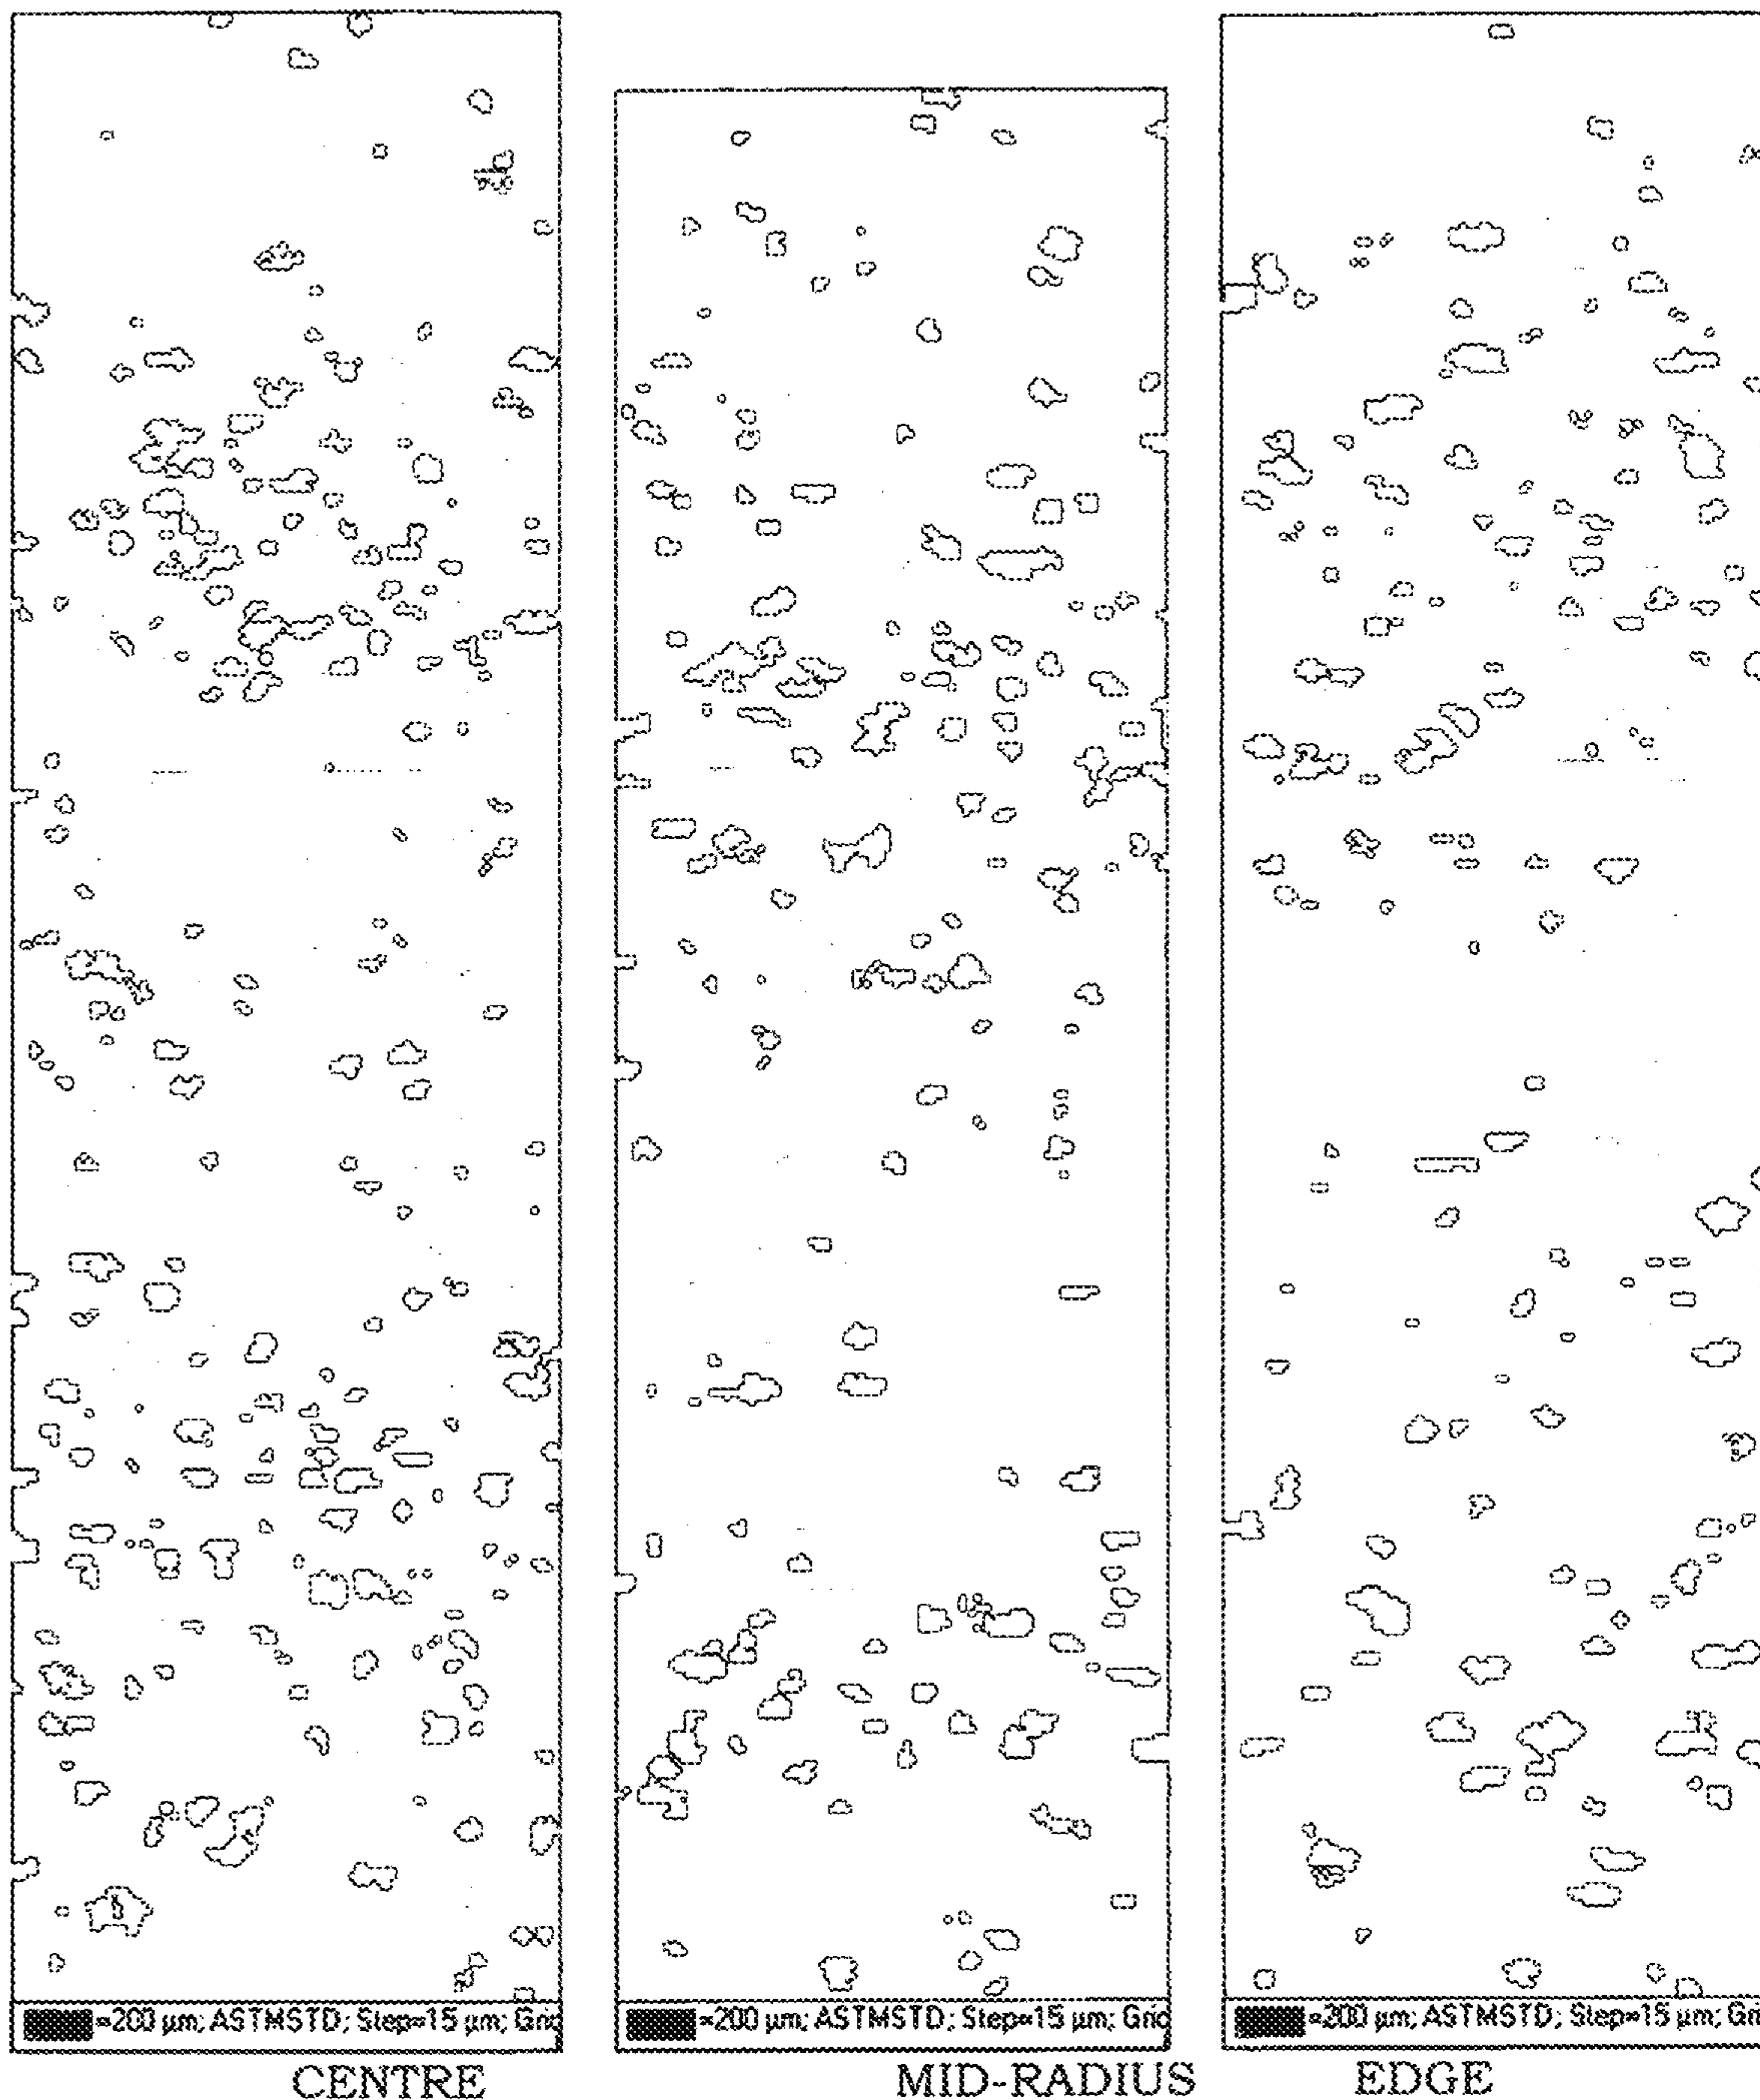 =200 µm; ASTMSTD; Step=15 µm; Gric
=200 µm; ASTMSTD; Step=15 µm; Gric
=200 µm; ASTMSTD; Step=15 µm; Gri
CENTRE
MID-RADIUS
EDGE